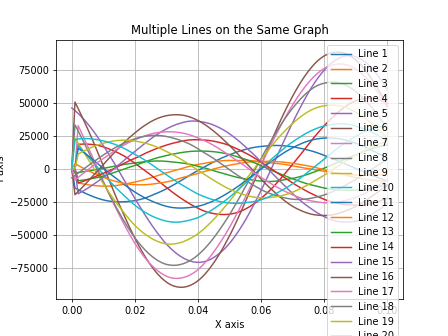 Multiple Lines on the Same Graph
75000
50000
25000
0
−25000
−50000
−75000
0.00
0.02
0.04
0.06
X axis
Line 1
Line 2
Line 3
Line 4
Line 5
Line 6
Line 7
Line 8
Line 9
Line 10
Line 11
Line 12
Line 13
Line 14
Line 15
Line 16
Line 17
Line 18
Line 19
Line 20